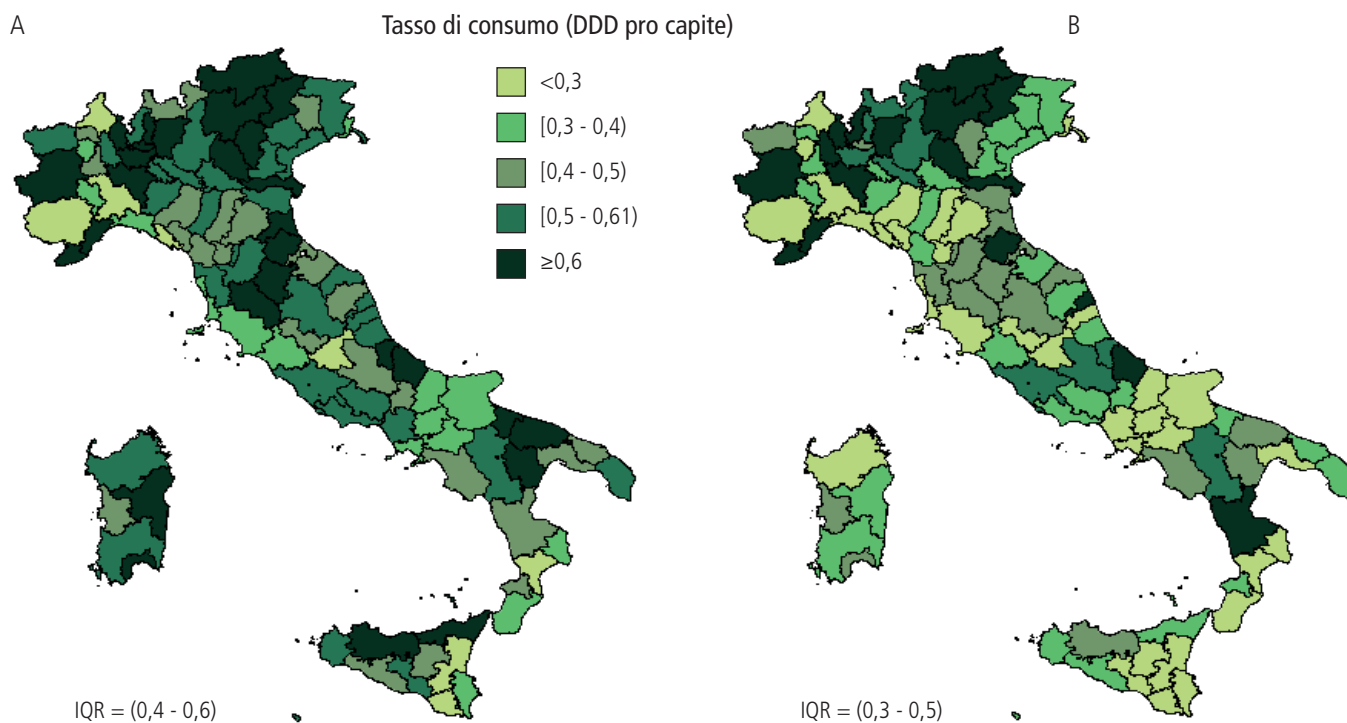 A
Tasso di consumo (DDD pro capite)
B
<0,3
[0,3 - 0,4)
[0,4 - 0,5)
[0,5 - 0,61)
≥0,6
IQR = (0,4 - 0,6)
IQR = (0,3 - 0,5)